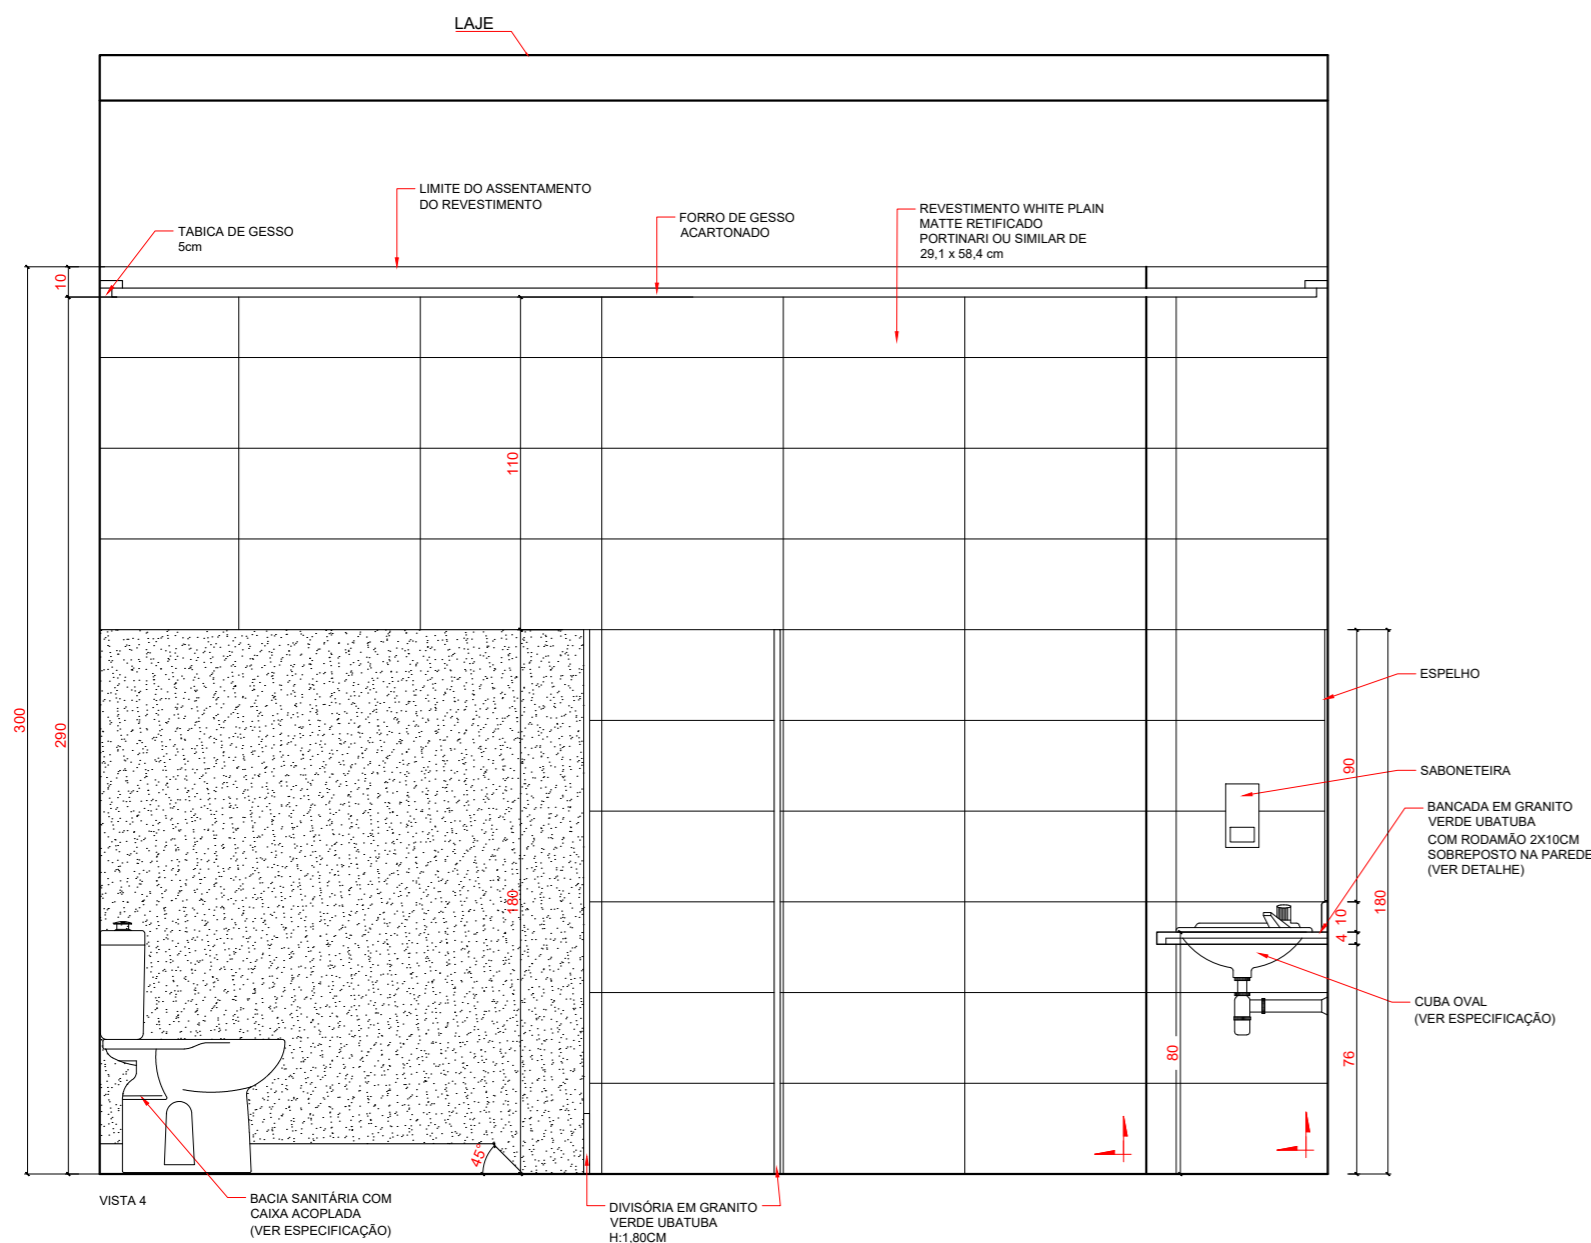 LAJE
LIMITE DO ASSENTAMENTO
DO REVESTIMENTO
TABICA DE GESSO
5cm
FORRO DE GESSO
ACARTONADO
REVESTIMENTO WHITE PLAIN
MATTE RETIFICADO
PORTINARI OU SIMILAR DE
29,1 x 58,4 cm
10
300
290
110
180
45°
ESPELHO
90
SABONETEIRA
BANCADA EM GRANITO
VERDE UBATUBA
COM RODAMÃO 2X10CM
SOBREPOSTO NA PAREDE
(VER DETALHE)
180
10
4
CUBA OVAL
(VER ESPECIFICAÇÃO)
80
76
VISTA 4
BACIA SANITÁRIA COM
CAIXA ACOPLADA
(VER ESPECIFICAÇÃO)
DIVISÓRIA EM GRANITO
VERDE UBATUBA
H:1,80CM